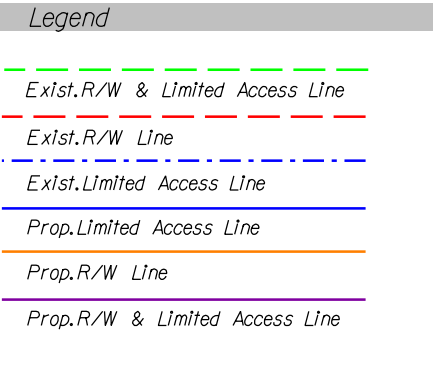 Legend
Exist.R/W & Limited Access Line
Exist.R/W Line
Exist.Limited Access Line
Prop.Limited Access Line
Prop.R/W Line
Prop.R/W & Limited Access Line